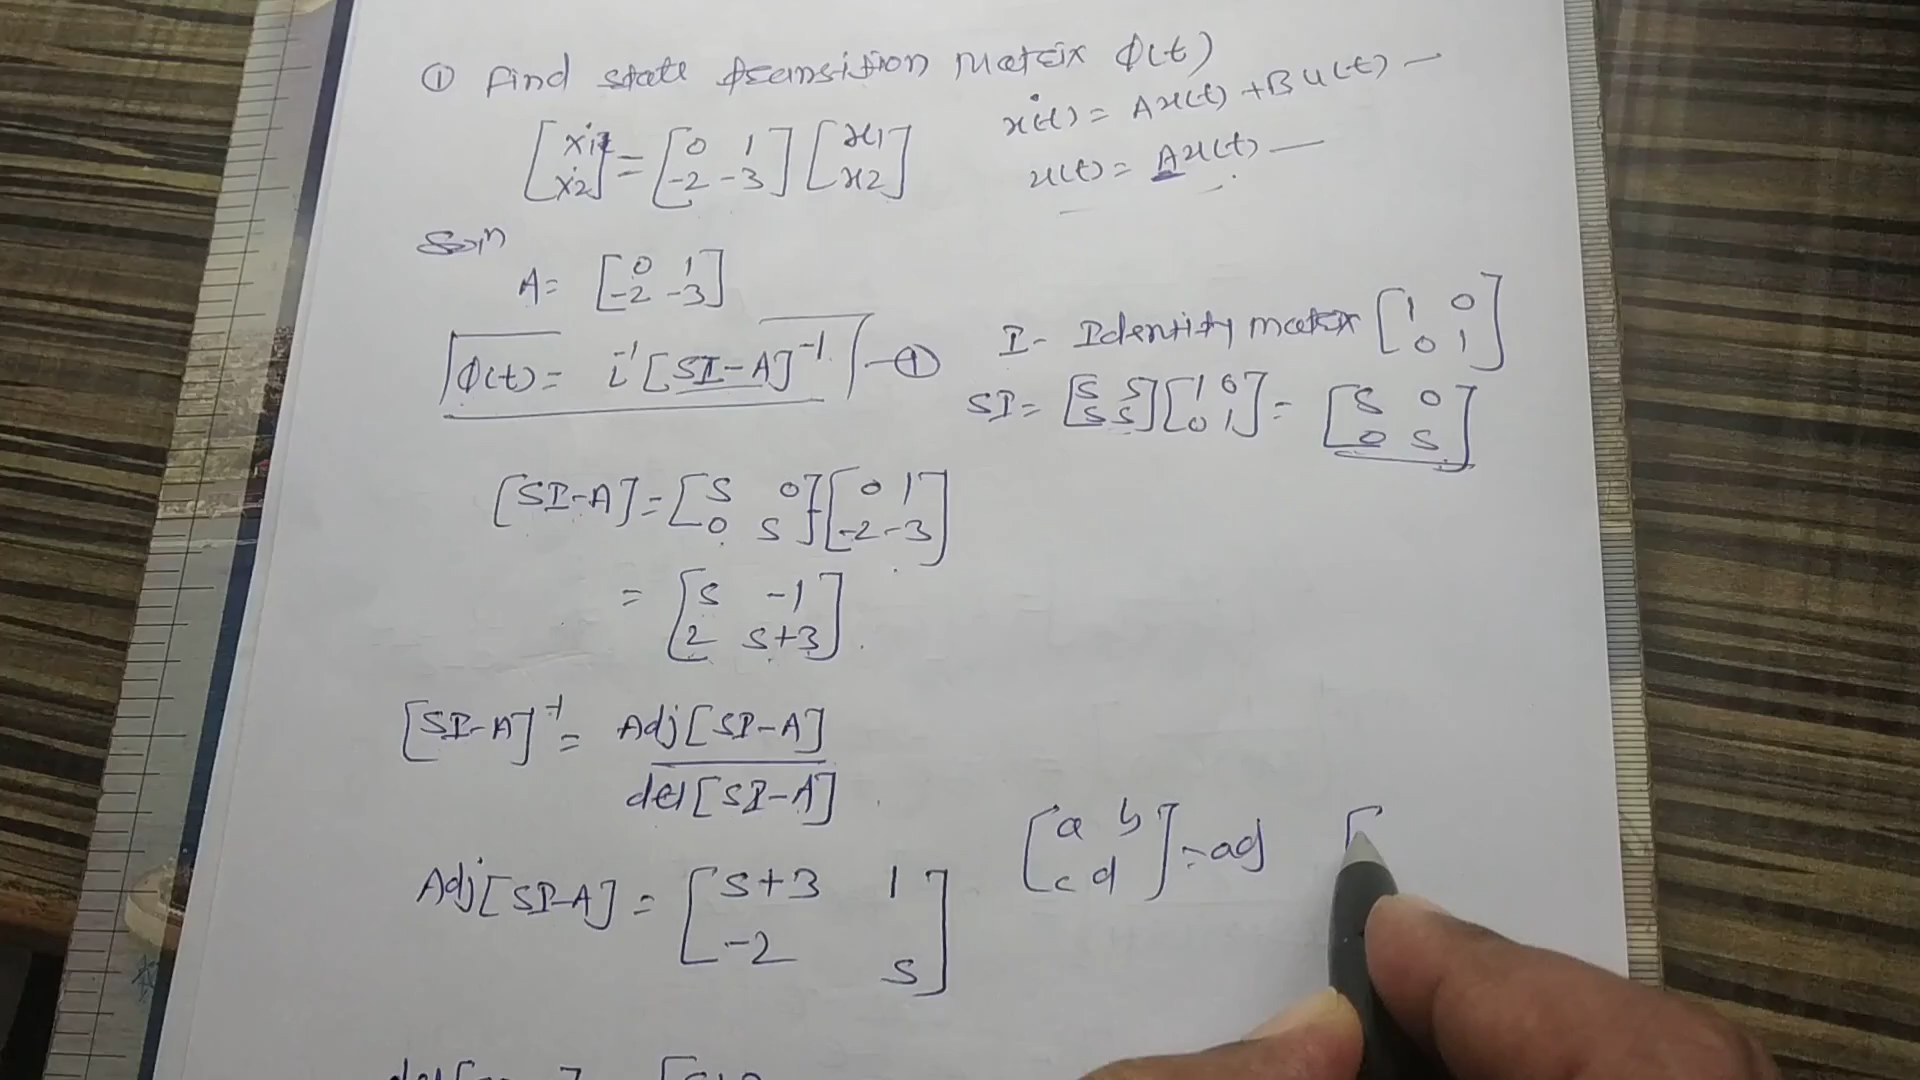 ① Find state transition Matrix ϕ(t)
[ẋ1; ẋ2] = [0 1; -2 -3] [x1; x2]
ẋ(t) = Ax(t) + BU(t) —
x(t) = Ax(t) —
Soln
A = [0 1; -2 -3]
ϕ(t) = L⁻¹[SI-A]⁻¹ — ①
I - Identity matrix [1 0; 0 1]
SI = [S S; S S] [1 0; 0 1] = [S 0; 0 S]
[SI-A] = [S 0; 0 S] - [0 1; -2 -3]
= [S -1; 2 S+3]
[SI-A]⁻¹ = Adj[SI-A] / det[SI-A]
Adj[SI-A] = [S+3 1; -2 S]
[a b; c d] = adj [